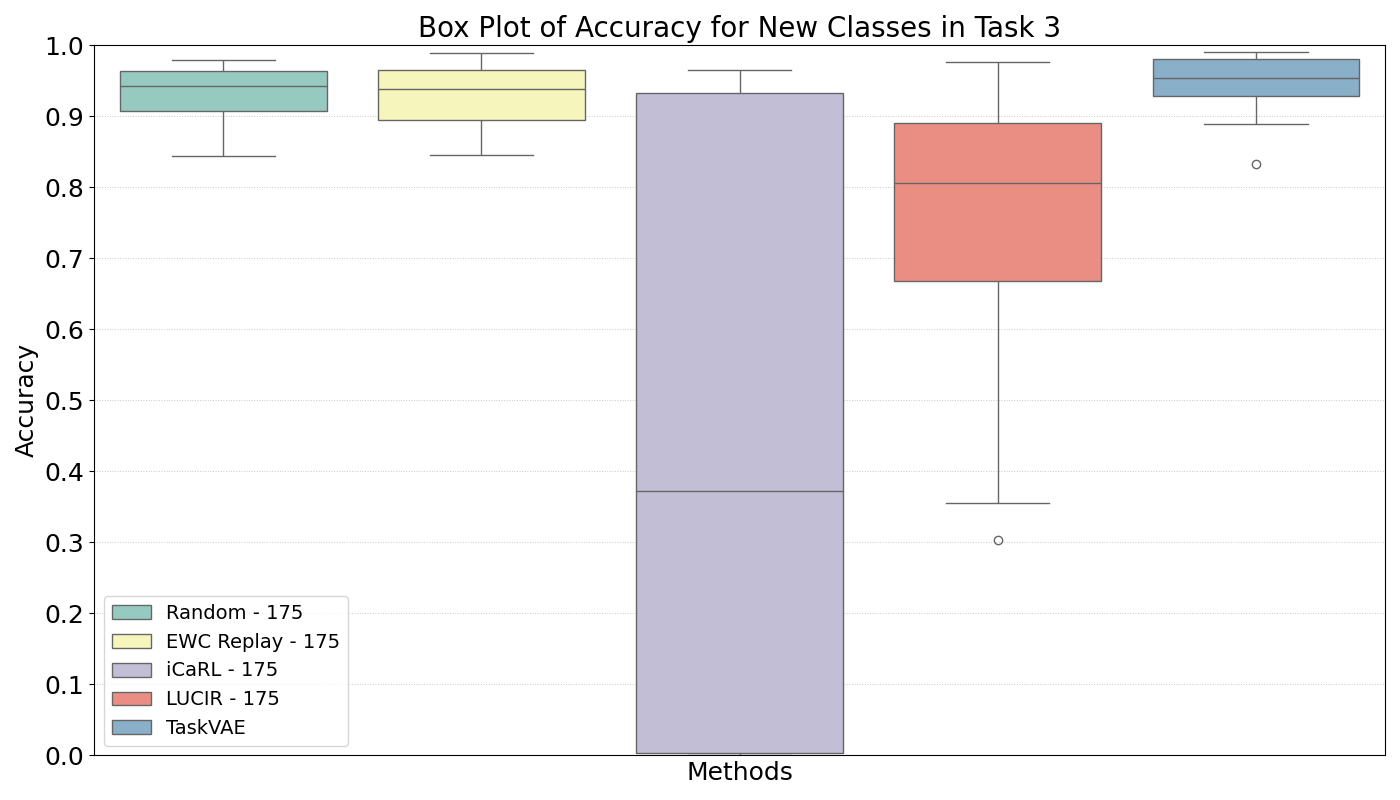 Box Plot of Accuracy for New Classes in Task 3
1.0
0.9
0.8
0.7
0.6
0.5
0.4
0.3
0.2
0.1
0.0
Accuracy
Methods
Random - 175
EWC Replay - 175
iCaRL - 175
LUCIR - 175
TaskVAE